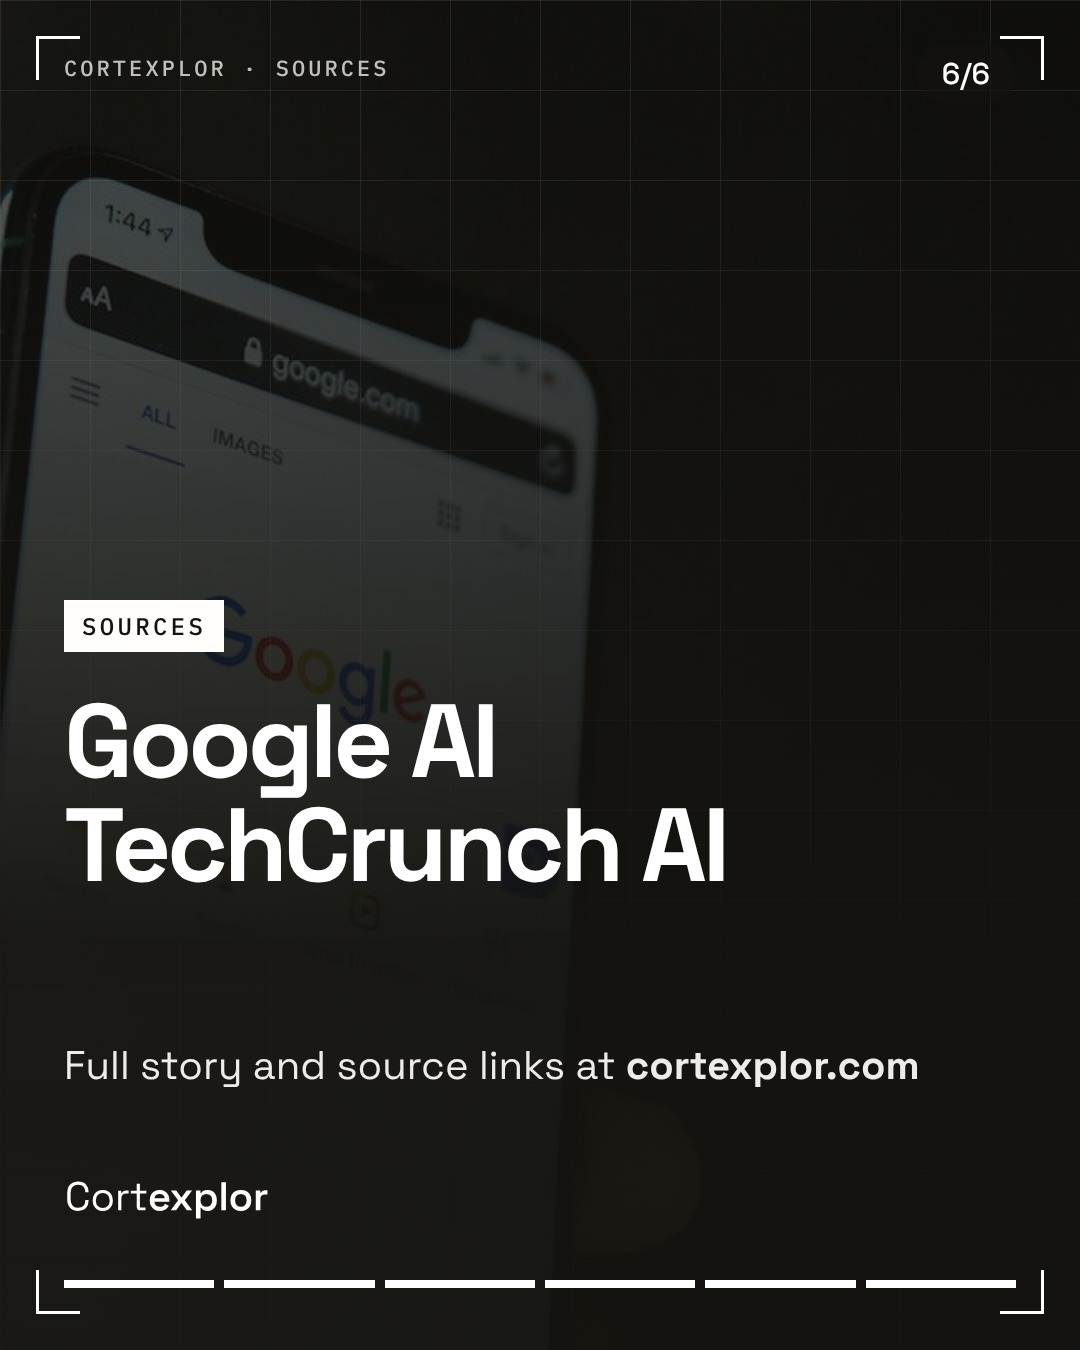 CORTEXPLOR · SOURCES
6/6
1:44
AA
google.com
ALL
IMAGES
Google
SOURCES
Google AI
TechCrunch AI
Full story and source links at cortexplor.com
Cortexplor